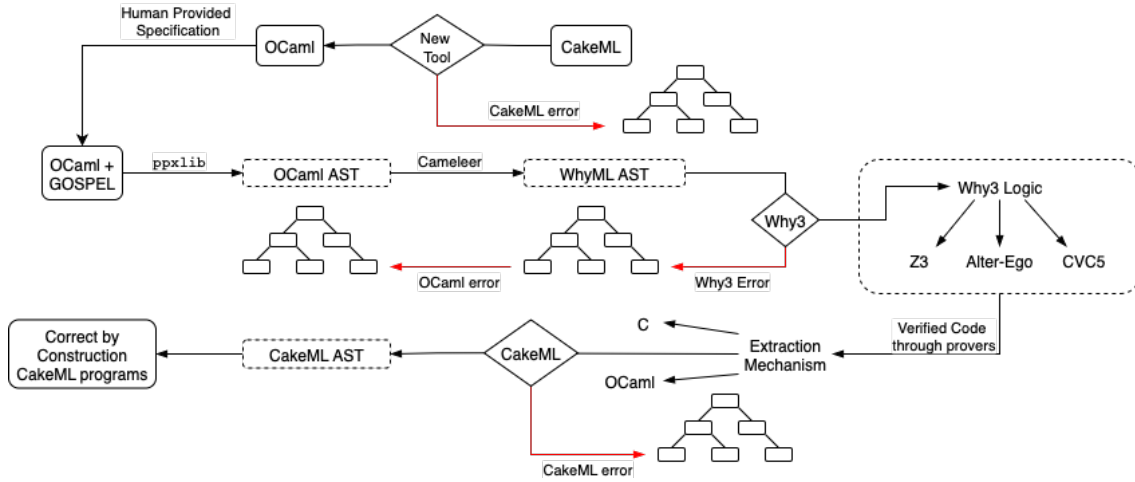 Human Provided
Specification
OCaml
New
Tool
CakeML
CakeML error
OCaml +
GOSPEL
ppxlib
OCaml AST
Cameleer
WhyML AST
Why3
Why3 Logic
Z3
Alter-Ego
CVC5
OCaml error
Why3 Error
Correct by
Construction
CakeML programs
CakeML AST
CakeML
C
OCaml
Extraction
Mechanism
Verified Code
through provers
CakeML error